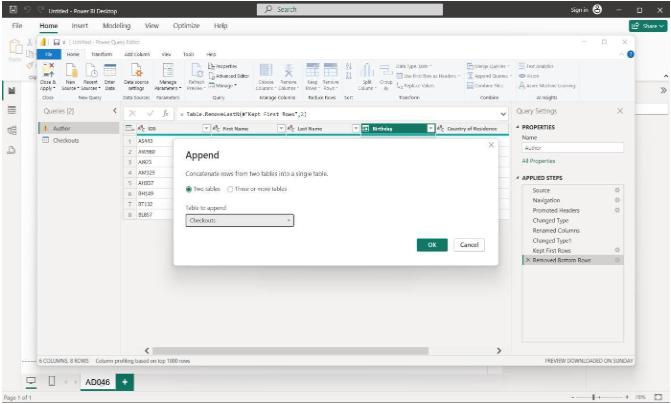 Untitled - Power BI Desktop
Search
Sign in
File Home Insert Modeling View Optimize Help
Share
Untitled - Power Query Editor
File Home Transform Add Column View Tools Help
Close & Apply
New Source
Recent Sources
Enter Data
Data source settings
Manage Parameters
Refresh Preview
Properties
Advanced Editor
Manage
Choose Columns
Remove Columns
Keep Rows
Remove Rows
Split Column
Group By
Data Type: Date
Use First Row as Headers
Replace Values
Merge Queries
Append Queries
Combine Files
Text Analytics
Vision
Azure Machine Learning
Close
New Query
Data Sources
Parameters
Query
Manage Columns
Reduce Rows
Sort
Transform
Combine
AI Insights
Queries [2]
Author
Checkouts
= Table.RemoveLastN(#"Kept First Rows",2)
First Name
Last Name
Birthday
Country of Residence
1
2 AW980
3
4 AM325
5
6 BH149
7 BT132
8 BL857
Append
Concatenate rows from two tables into a single table.
Two tables Three or more tables
Table to append
Checkouts
OK Cancel
Query Settings
PROPERTIES
Name
Author
All Properties
APPLIED STEPS
Source
Navigation
Promoted Headers
Changed Type
Renamed Columns
Changed Type1
Kept First Rows
Removed Bottom Rows
6 COLUMNS, 8 ROWS Column profiling based on top 1000 rows
PREVIEW DOWNLOADED ON SUNDAY
AD046
Page 1 of 1